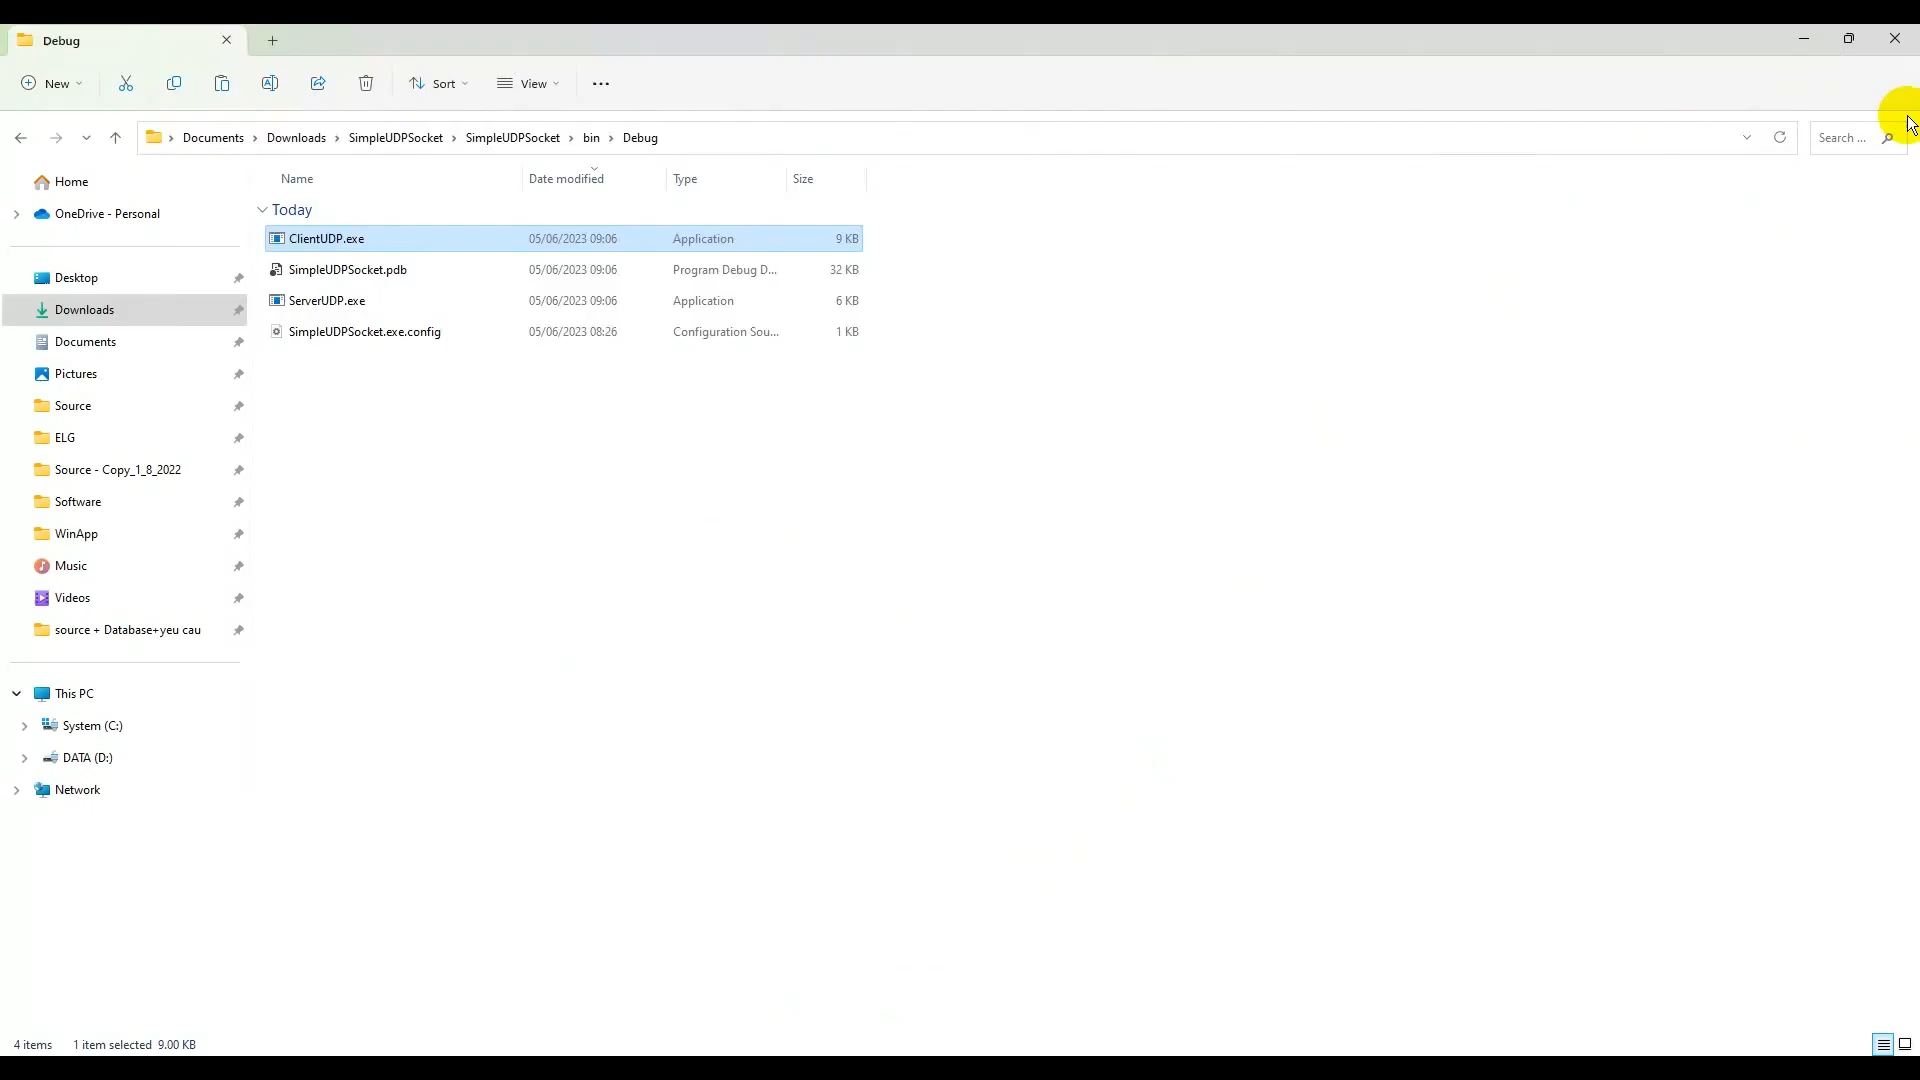 Debug
New
Sort
View
Documents
Downloads
SimpleUDPSocket
SimpleUDPSocket
bin
Debug
Search ...
Home
OneDrive - Personal
Desktop
Downloads
Documents
Pictures
Source
ELG
Source - Copy_1_8_2022
Software
WinApp
Music
Videos
source + Database+yeu cau
This PC
System (C:)
DATA (D:)
Network
Name Date modified Type Size
Today
ClientUDP.exe 05/06/2023 09:06 Application 9 KB
SimpleUDPSocket.pdb 05/06/2023 09:06 Program Debug D... 32 KB
ServerUDP.exe 05/06/2023 09:06 Application 6 KB
SimpleUDPSocket.exe.config 05/06/2023 08:26 Configuration Sou... 1 KB
4 items 1 item selected 9.00 KB